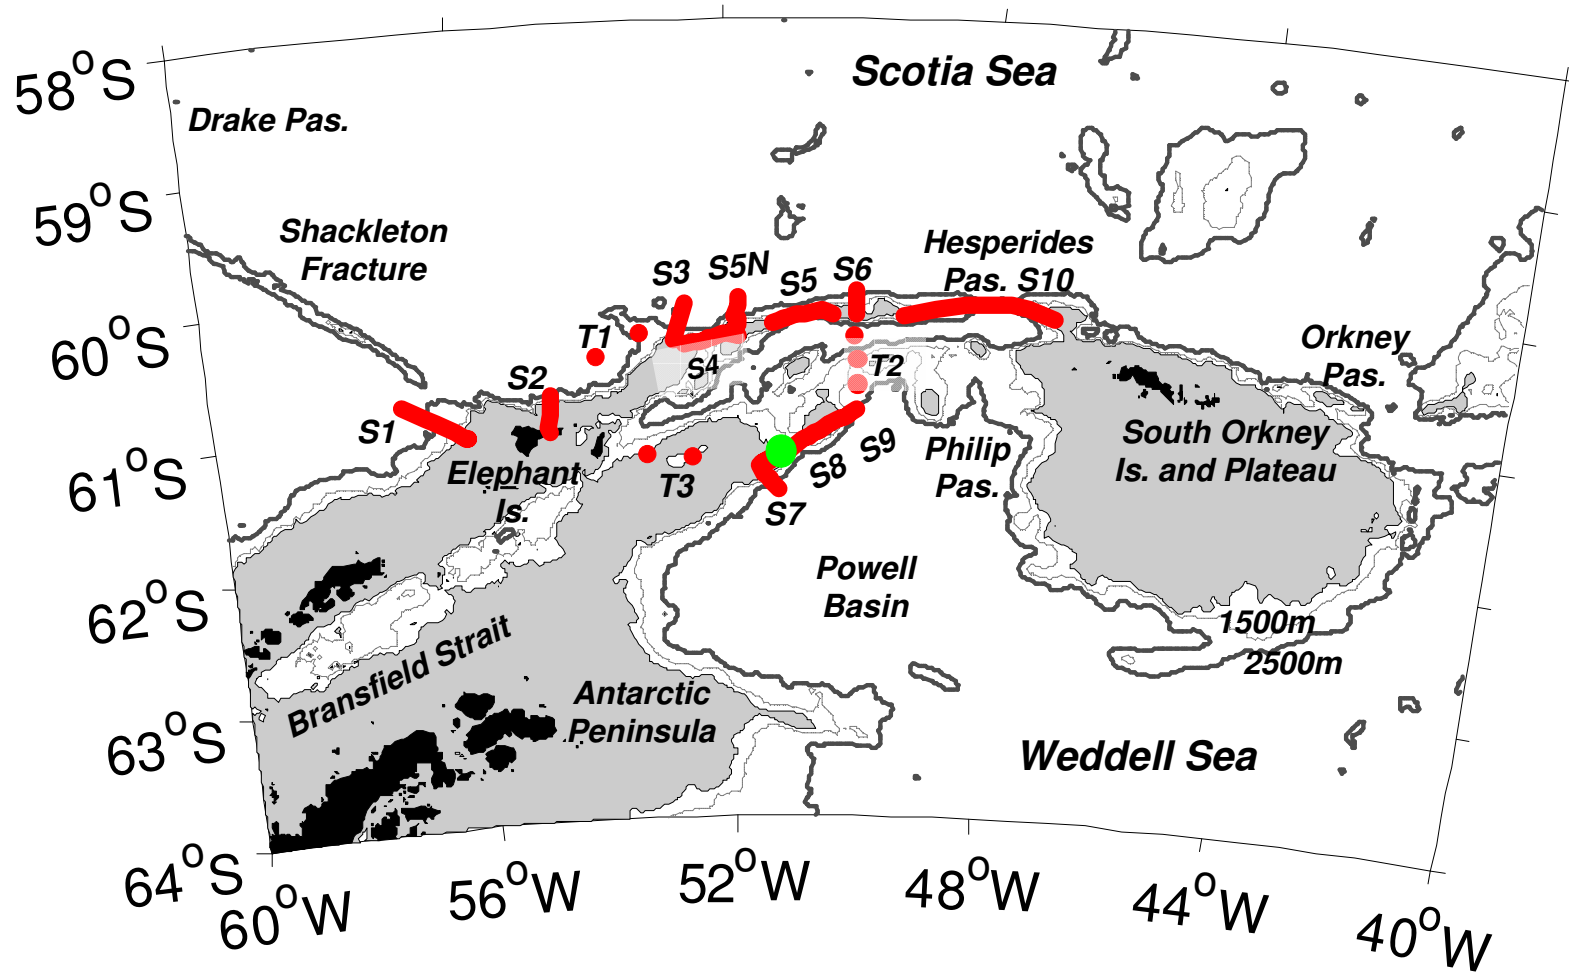 Scotia Sea
58°S
Drake Pas.
59°S
Shackleton
Fracture
Hesperides
Pas. S10
S3
S5N
S5
S6
60°S
T1
Orkney
Pas.
S2
S4
T2
S1
61°S
Elephant
Is.
T3
S7
S8
S9
Philip
Pas.
South Orkney
Is. and Plateau
Powell
Basin
62°S
1500m
2500m
Bransfield Strait
Antarctic
Peninsula
63°S
Weddell Sea
64°S
60°W
56°W
52°W
48°W
44°W
40°W